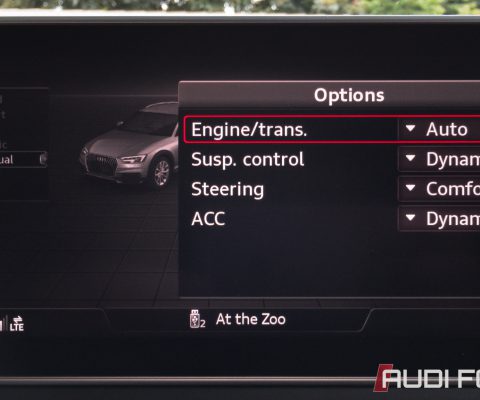 Options
Engine/trans. Auto
Susp. control Dynam
Steering Comfo
ACC Dynam
ual
LTE
2 At the Zoo
AUDI FO